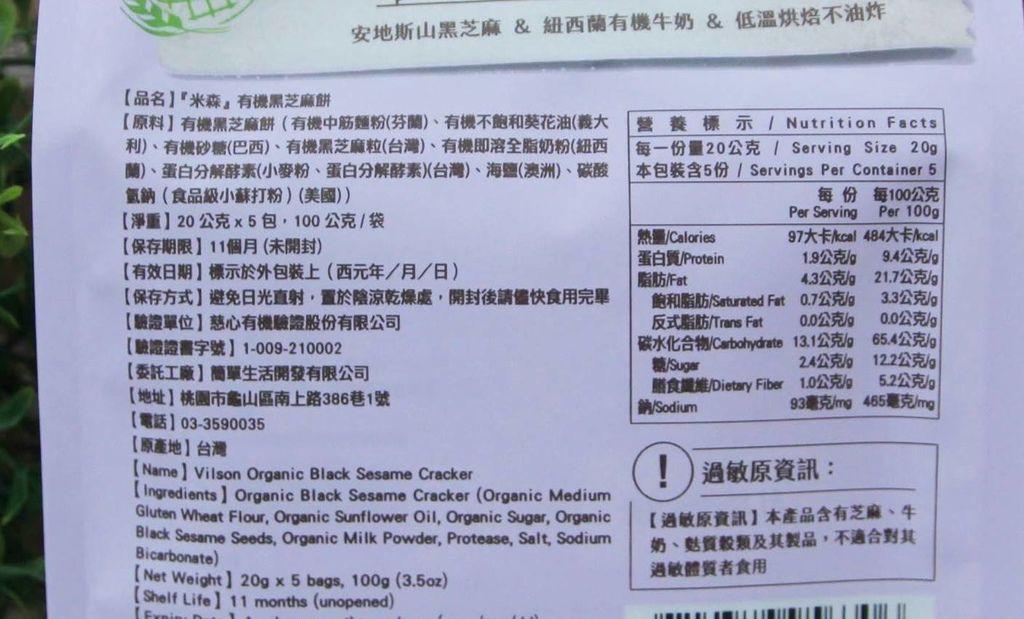 安地斯山黑芝麻 & 紐西蘭有機牛奶 & 低溫烘焙不油炸
【品名】『米森』有機黑芝麻餅
【原料】有機黑芝麻餅（有機中筋麵粉(芬蘭)、有機不飽和葵花油(義大
利)、有機砂糖(巴西)、有機黑芝麻粒(台灣)、有機即溶全脂奶粉(紐西
蘭)、蛋白分解酵素(小麥粉、蛋白分解酵素)(台灣)、海鹽(澳洲)、碳酸
氫鈉（食品級小蘇打粉）(美國)）
【淨重】20 公克 x 5 包，100 公克 / 袋
【保存期限】11個月 (未開封)
【有效日期】標示於外包裝上（西元年／月／日）
【保存方式】避免日光直射，置於陰涼乾燥處，開封後請儘快食用完畢
【驗證單位】慈心有機驗證股份有限公司
【驗證證書字號】1-009-210002
【委託工廠】簡單生活開發有限公司
【地址】桃園市龜山區南上路386巷1號
【電話】03-3590035
【原產地】台灣
【Name】Vilson Organic Black Sesame Cracker
【Ingredients】Organic Black Sesame Cracker (Organic Medium
Gluten Wheat Flour, Organic Sunflower Oil, Organic Sugar, Organic
Black Sesame Seeds, Organic Milk Powder, Protease, Salt, Sodium
Bicarbonate)
【Net Weight】20g x 5 bags, 100g (3.5oz)
【Shelf Life】11 months (unopened)
營養標示 / Nutrition Facts
每一份量20公克 / Serving Size 20g
本包裝含5份 / Servings Per Container 5
每份 每100公克
Per Serving Per 100g
熱量/Calories 97大卡/kcal 484大卡/kcal
蛋白質/Protein 1.9公克/g 9.4公克/g
脂肪/Fat 4.3公克/g 21.7公克/g
飽和脂肪/Saturated Fat 0.7公克/g 3.3公克/g
反式脂肪/Trans Fat 0.0公克/g 0.0公克/g
碳水化合物/Carbohydrate 13.1公克/g 65.4公克/g
糖/Sugar 2.4公克/g 12.2公克/g
膳食纖維/Dietary Fiber 1.0公克/g 5.2公克/g
鈉/Sodium 93毫克/mg 465毫克/mg
! 過敏原資訊：
【過敏原資訊】本產品含有芝麻、牛
奶、麩質穀類及其製品，不適合對其
過敏體質者食用